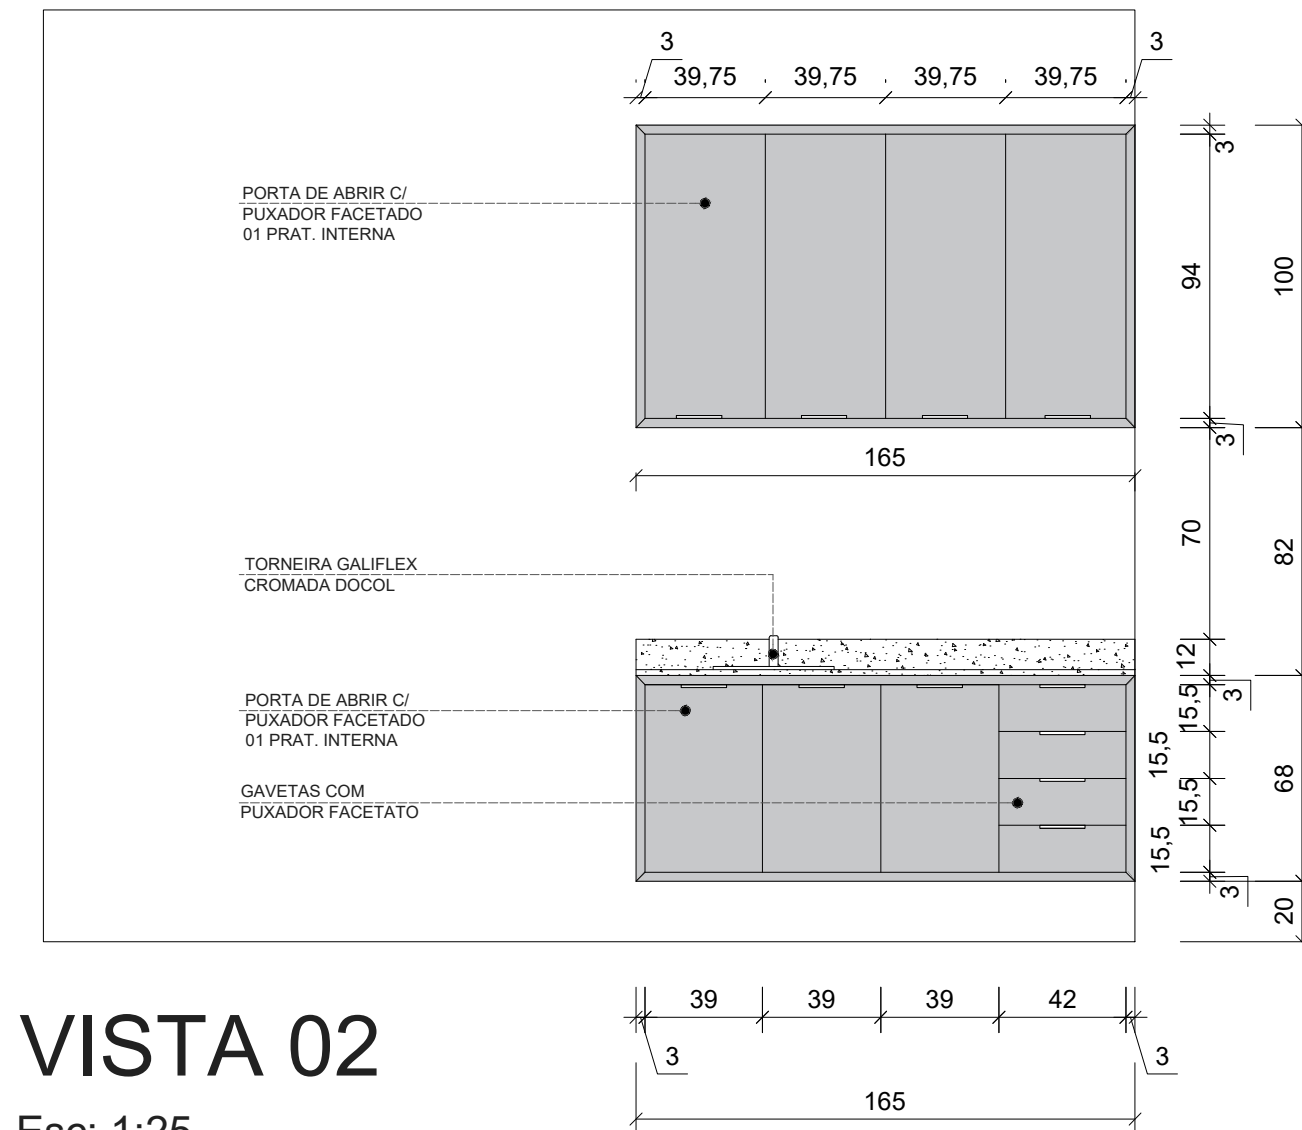 3
3
39,75
39,75
39,75
39,75
3
PORTA DE ABRIR C/
PUXADOR FACETADO
01 PRAT. INTERNA
94
100
3
165
70
82
TORNEIRA GALIFLEX
CROMADA DOCOL
12
3
PORTA DE ABRIR C/
PUXADOR FACETADO
01 PRAT. INTERNA
15,5
15,5
68
GAVETAS COM
PUXADOR FACETATO
15,5
15,5
3
20
39
39
39
42
3
3
VISTA 02
165
Esc: 1:25